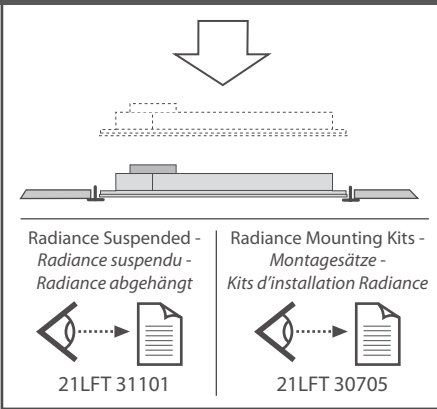 Radiance Suspended -
Radiance suspendu -
Radiance abgehängt
21LFT 31101
Radiance Mounting Kits -
Montagesätze -
Kits d'installation Radiance
21LFT 30705